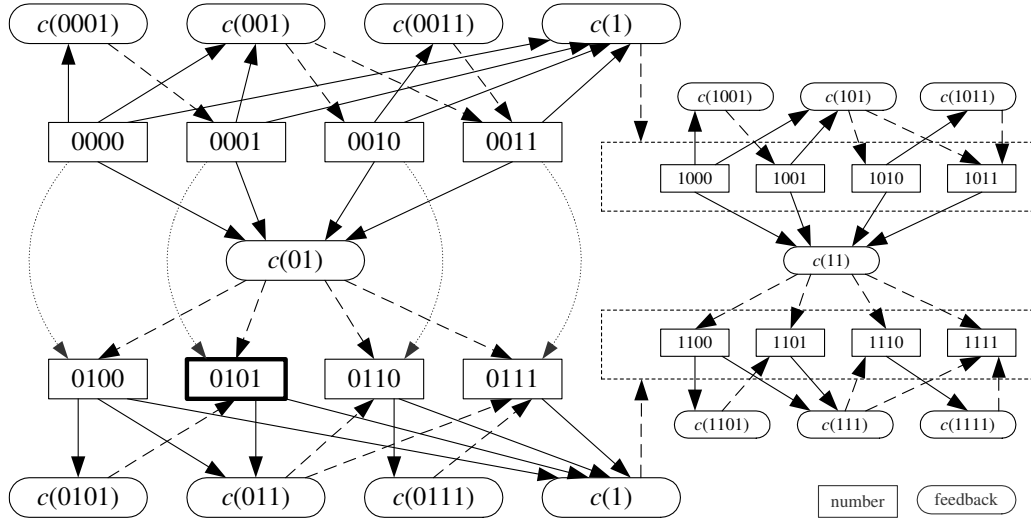 c(0001) c(001) c(0011) c(1)
0000 0001 0010 0011
c(01)
0100 0101 0110 0111
c(0101) c(011) c(0111) c(1)
c(1001) c(101) c(1011)
1000 1001 1010 1011
c(11)
1100 1101 1110 1111
c(1101) c(111) c(1111)
number feedback